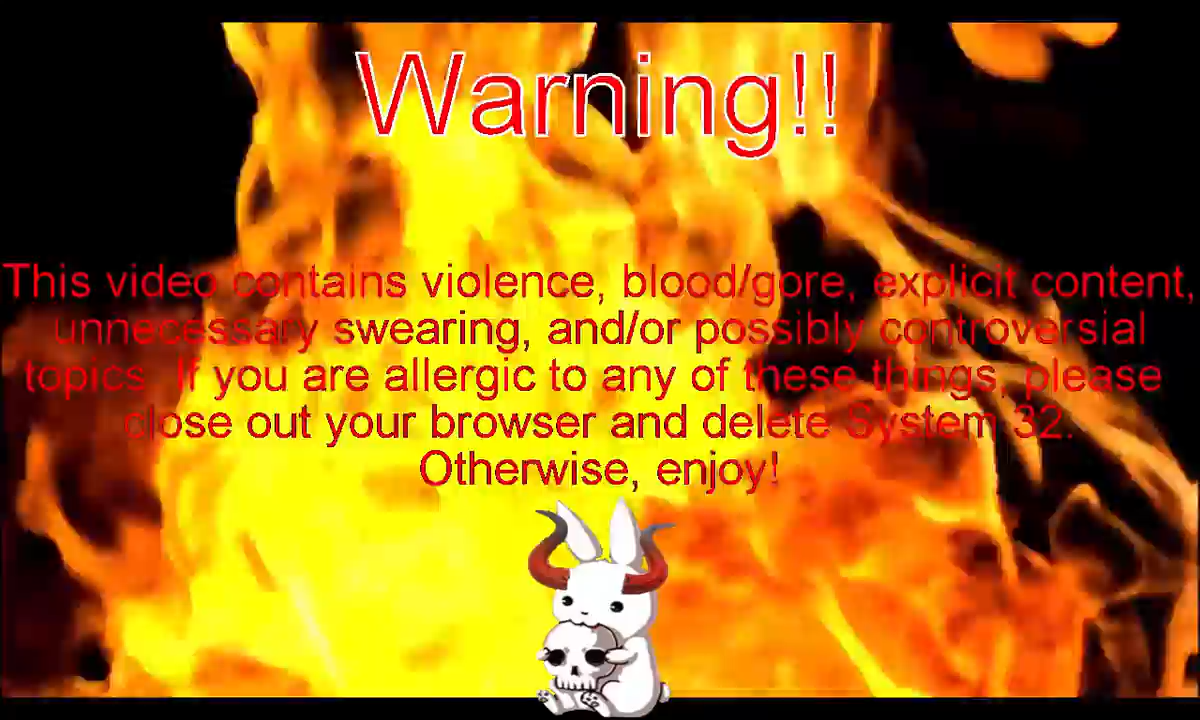 Warning!!
This video contains violence, blood/gore, explicit content,
unnecessary swearing, and/or possibly controversial
topics. If you are allergic to any of these things, please
close out your browser and delete System 32.
Otherwise, enjoy!